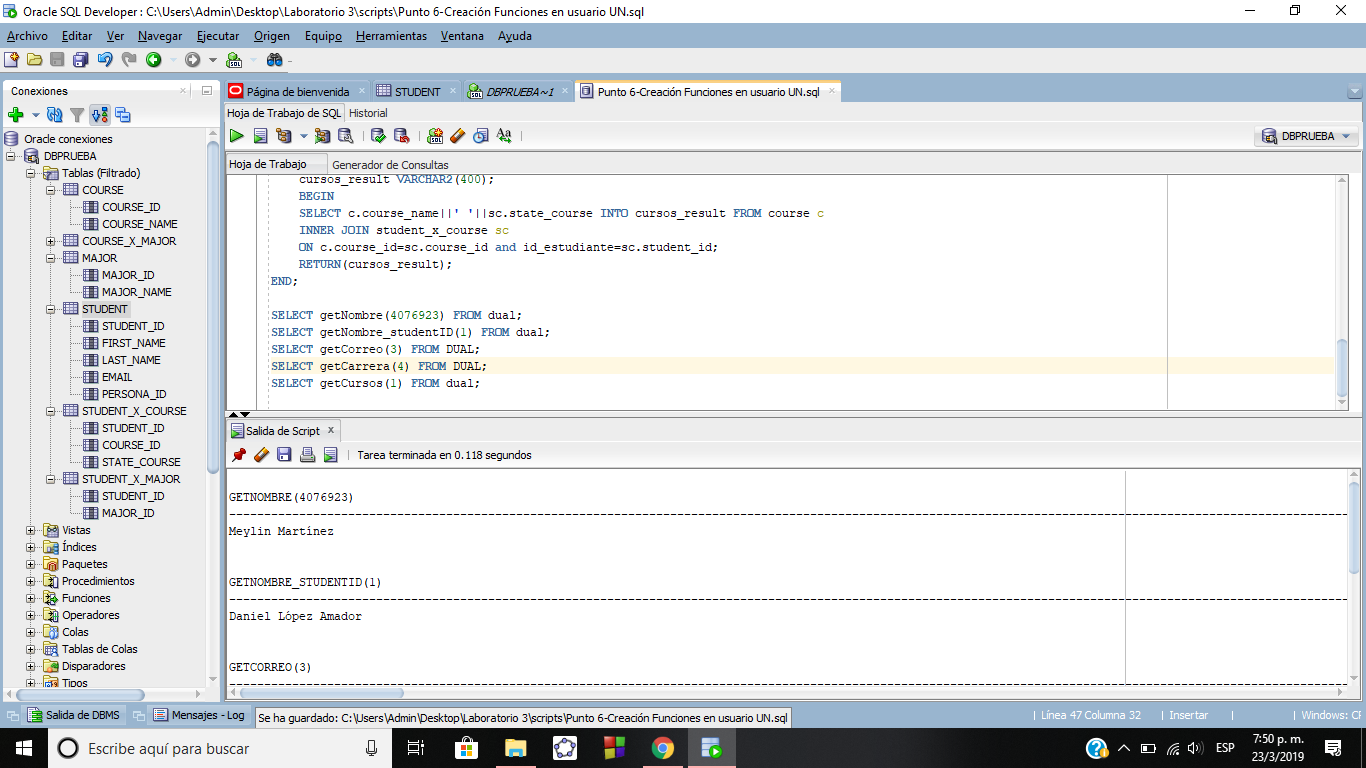 Oracle SQL Developer : C:\Users\Admin\Desktop\Laboratorio 3\scripts\Punto 6-Creación Funciones en usuario UN.sql
Archivo Editar Ver Navegar Ejecutar Origen Equipo Herramientas Ventana Ayuda
Conexiones
Oracle conexiones
DBPRUEBA
Tablas (Filtrado)
COURSE
COURSE_ID
COURSE_NAME
COURSE_X_MAJOR
MAJOR
MAJOR_ID
MAJOR_NAME
STUDENT
STUDENT_ID
FIRST_NAME
LAST_NAME
EMAIL
PERSONA_ID
STUDENT_X_COURSE
STUDENT_ID
COURSE_ID
STATE_COURSE
STUDENT_X_MAJOR
STUDENT_ID
MAJOR_ID
Vistas
Índices
Paquetes
Procedimientos
Funciones
Operadores
Colas
Tablas de Colas
Disparadores
Tipos
Página de bienvenida STUDENT DBPRUEBA~1 Punto 6-Creación Funciones en usuario UN.sql
Hoja de Trabajo de SQL Historial
DBPRUEBA
Hoja de Trabajo Generador de Consultas
cursos_result VARCHAR2(400);
BEGIN
SELECT c.course_name||' '||sc.state_course INTO cursos_result FROM course c
INNER JOIN student_x_course sc
ON c.course_id=sc.course_id and id_estudiante=sc.student_id;
RETURN(cursos_result);
END;
SELECT getNombre(4076923) FROM dual;
SELECT getNombre_studentID(1) FROM dual;
SELECT getCorreo(3) FROM DUAL;
SELECT getCarrera(4) FROM DUAL;
SELECT getCursos(1) FROM dual;
Salida de Script x
Tarea terminada en 0.118 segundos
GETNOMBRE(4076923)
Meylin Martínez
GETNOMBRE_STUDENTID(1)
Daniel López Amador
GETCORREO(3)
Salida de DBMS Mensajes - Log Se ha guardado: C:\Users\Admin\Desktop\Laboratorio 3\scripts\Punto 6-Creación Funciones en usuario UN.sql
Línea 47 Columna 32 Insertar Windows: CF
Escribe aquí para buscar
ESP
7:50 p. m.
23/3/2019